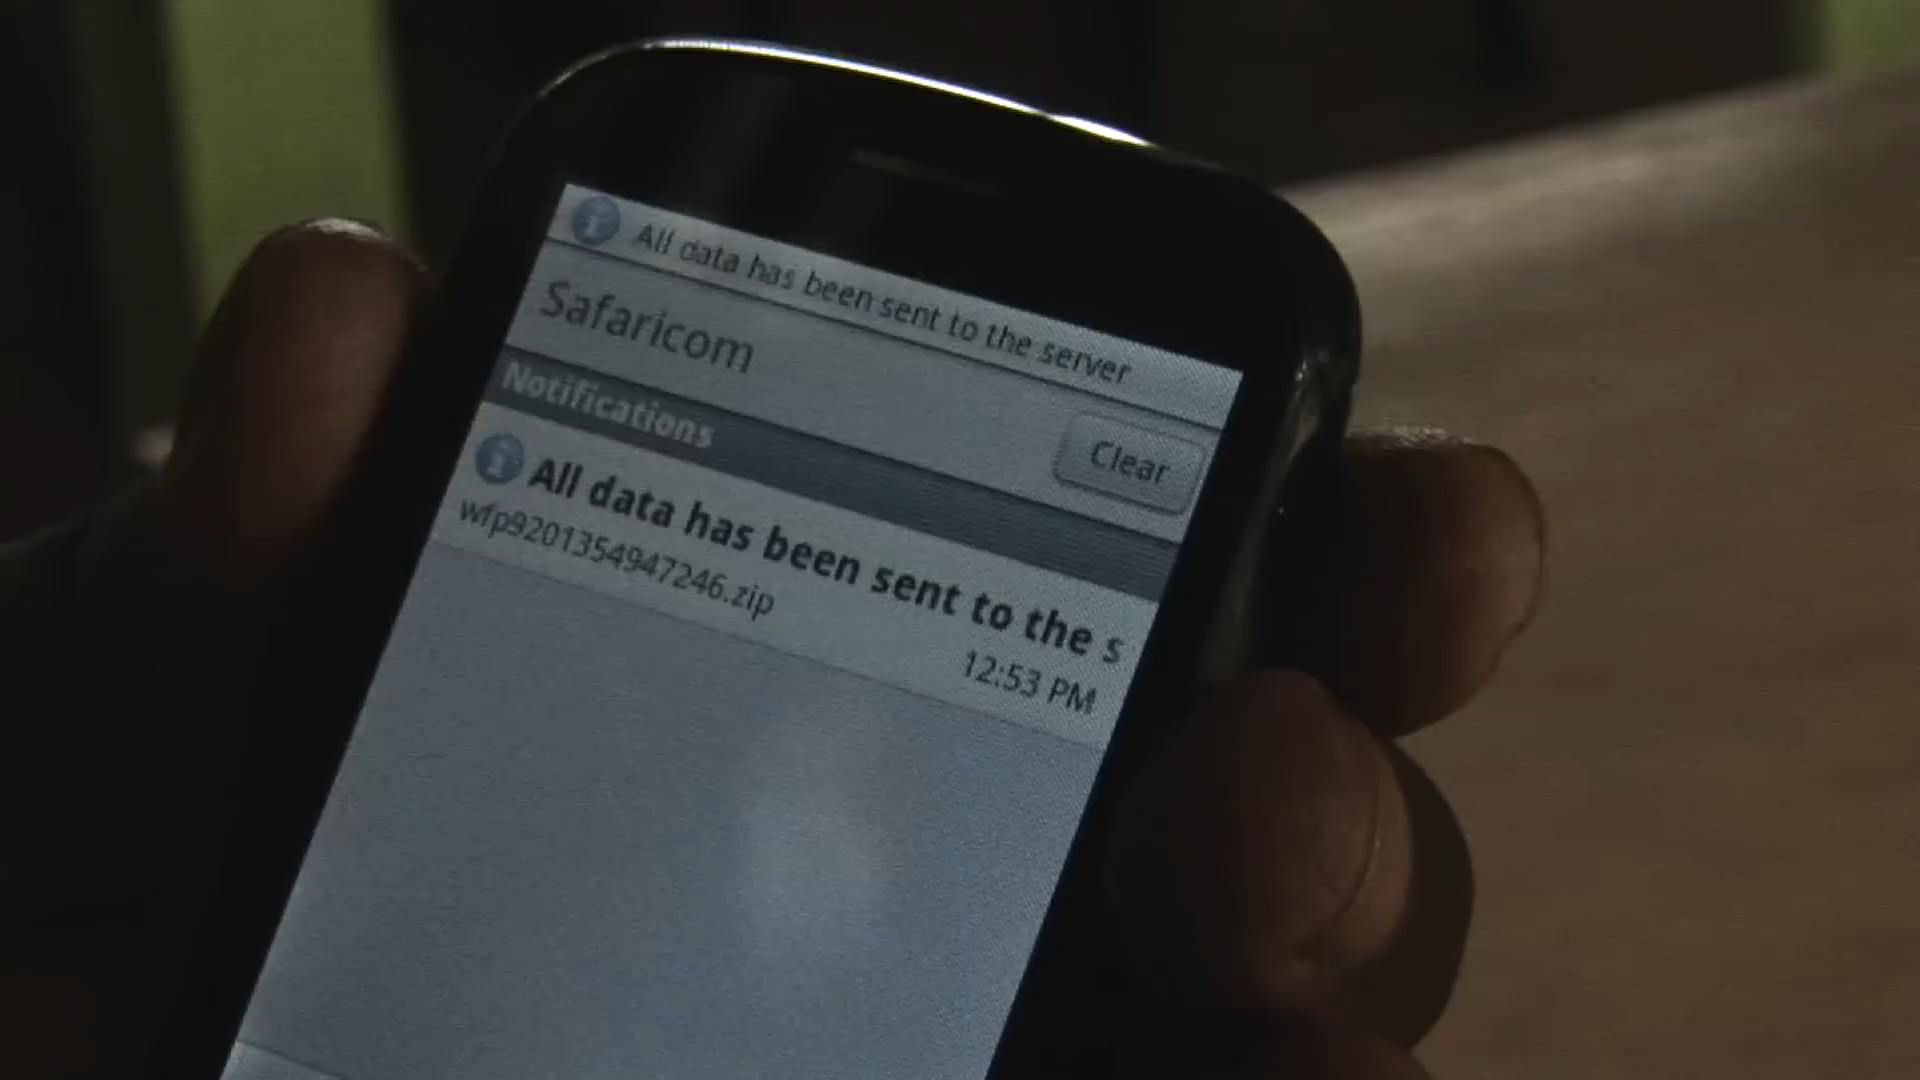 All data has been sent to the server
Safaricom
Clear
Notifications
All data has been sent to the s
wfp9201354947246.zip
12:53 PM